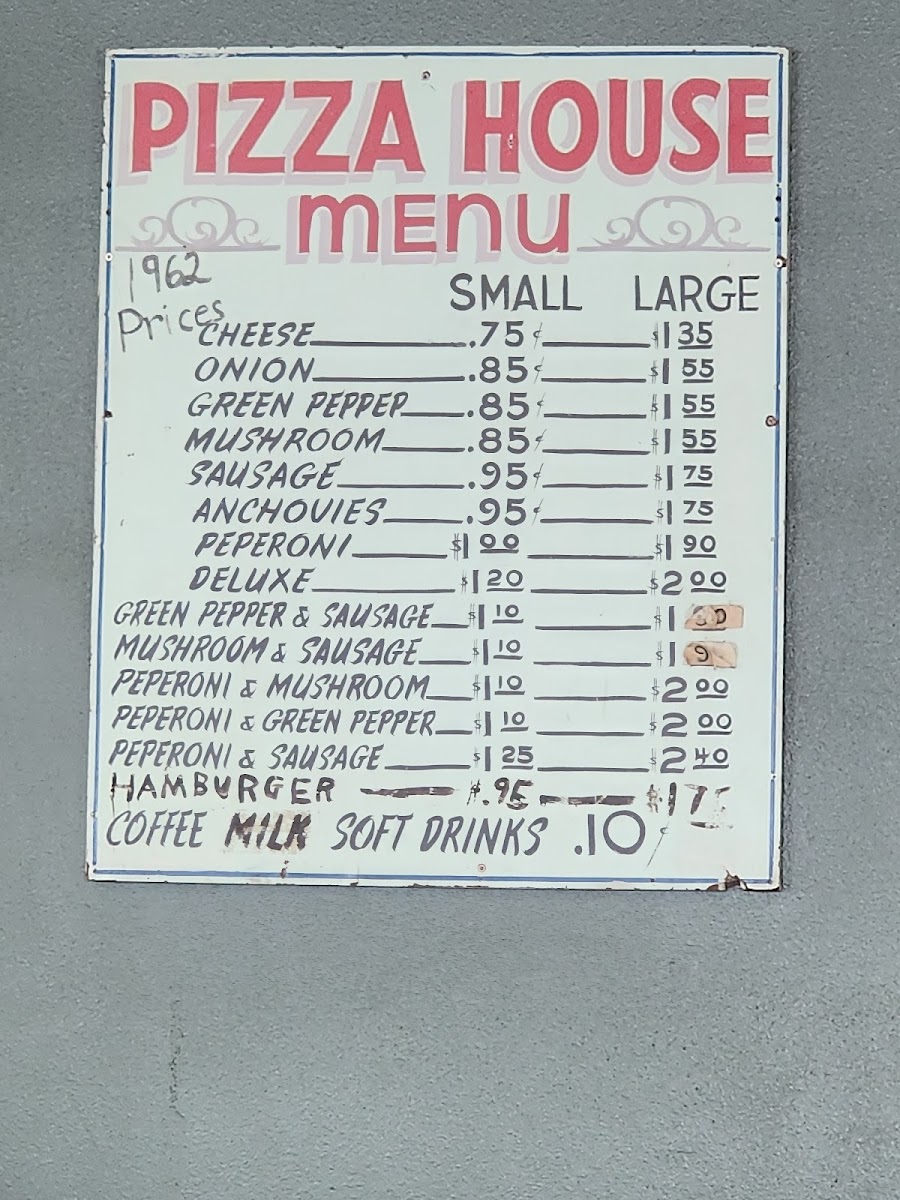 PIZZA HOUSE
MENU
1962
Prices
SMALL LARGE
CHEESE .75¢ $1 35
ONION .85¢ $1 55
GREEN PEPPER .85¢ $1 55
MUSHROOM .85¢ $1 55
SAUSAGE .95¢ $1 75
ANCHOVIES .95¢ $1 75
PEPERONI $1 00 $1 90
DELUXE $1 20 $2 00
GREEN PEPPER & SAUSAGE $1 10 $1
MUSHROOM & SAUSAGE $1 10 $1
PEPERONI & MUSHROOM $1 10 $2 00
PEPERONI & GREEN PEPPER $1 10 $2 00
PEPERONI & SAUSAGE $1 25 $2 40
HAMBURGER $.95 $1 75
COFFEE MILK SOFT DRINKS .10¢